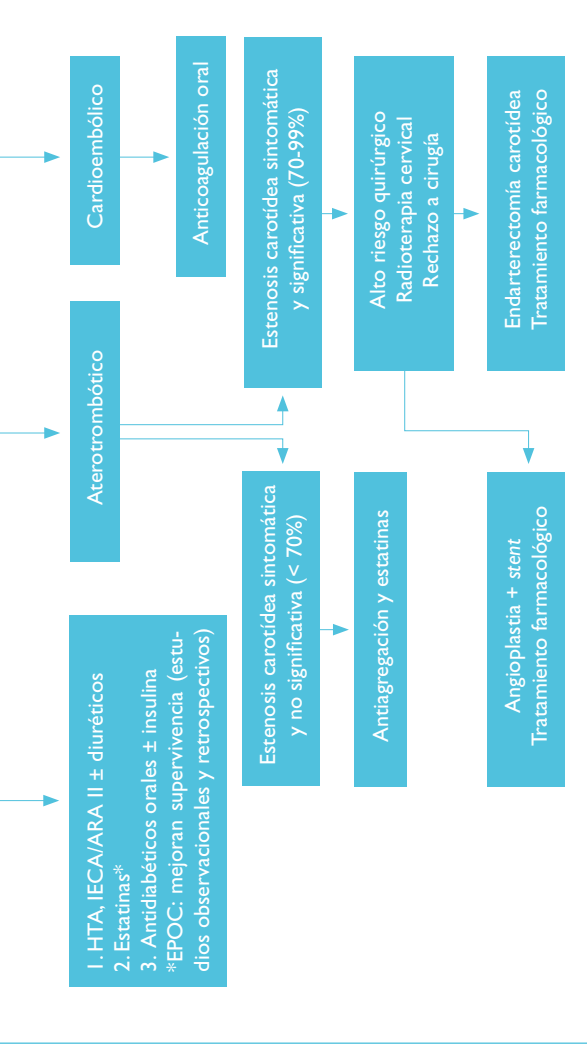 1. HTA, IECA/ARA II ± diuréticos
2. Estatinas*
3. Antidiabéticos orales ± insulina
*EPOC: mejoran supervivencia (estu-
dios observacionales y retrospectivos)
Aterotrombótico
Cardioembólico
Anticoagulación oral
Estenosis carotídea sintomática
y no significativa (< 70%)
Estenosis carotídea sintomática
y significativa (70-99%)
Antiagregación y estatinas
Alto riesgo quirúrgico
Radioterapia cervical
Rechazo a cirugía
Angioplastia + stent
Tratamiento farmacológico
Endarterectomía carotídea
Tratamiento farmacológico